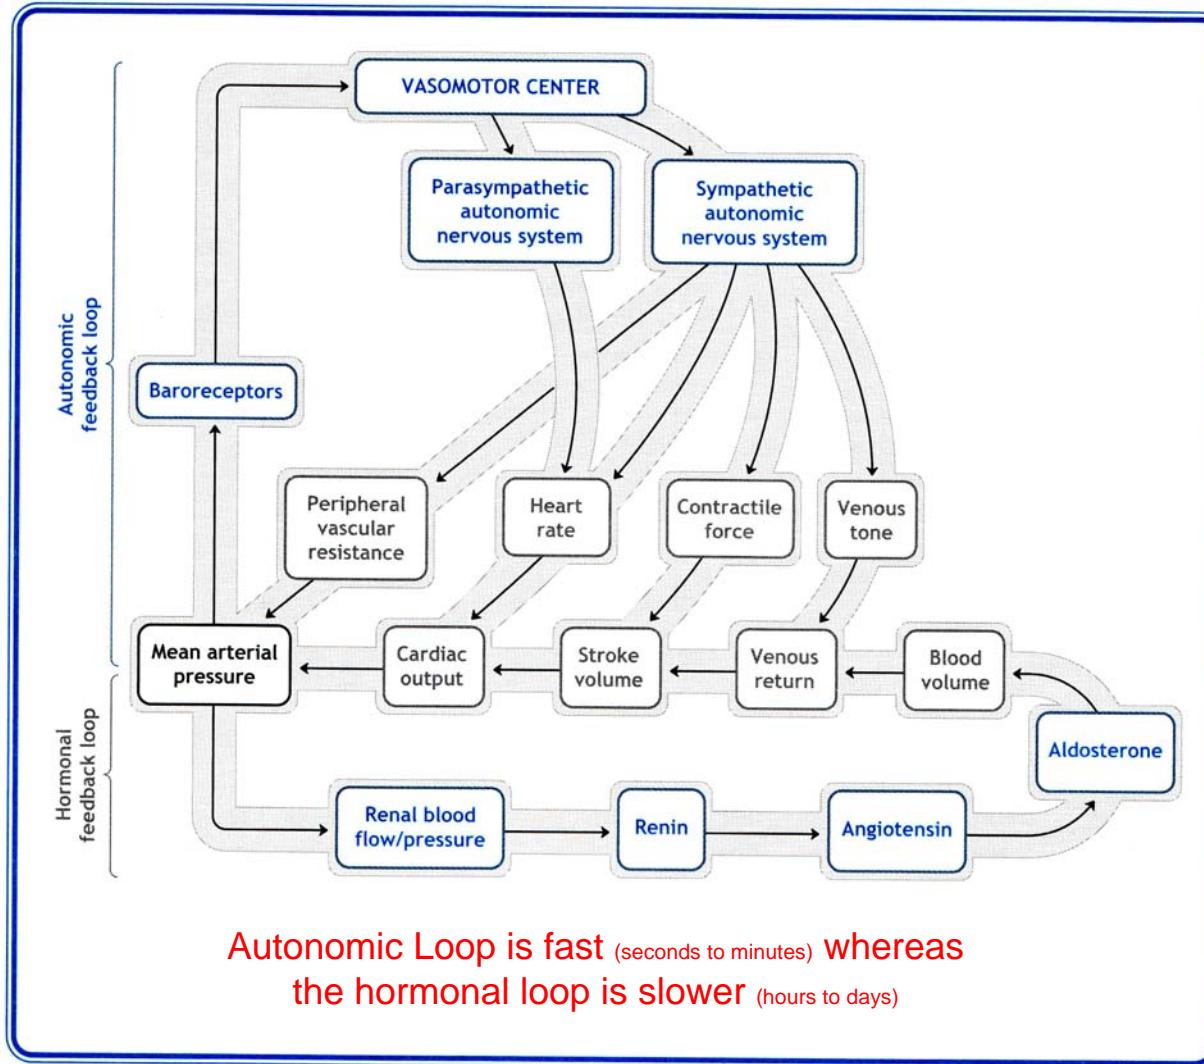 VASOMOTOR CENTER
Parasympathetic
autonomic
nervous system
Sympathetic
autonomic
nervous system
Autonomic
feedback loop
Baroreceptors
Peripheral
vascular
resistance
Heart
rate
Contractile
force
Venous
tone
Mean arterial
pressure
Cardiac
output
Stroke
volume
Venous
return
Blood
volume
Aldosterone
Hormonal
feedback loop
Renal blood
flow/pressure
Renin
Angiotensin
Autonomic Loop is fast (seconds to minutes) whereas
the hormonal loop is slower (hours to days)